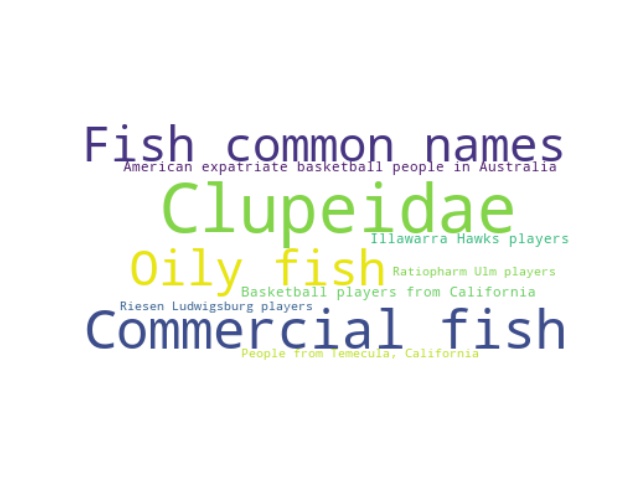 Fish common names
American expatriate basketball people in Australia
Clupeidae
Illawarra Hawks players
Oily fish
Ratiopharm Ulm players
Basketball players from California
Riesen Ludwigsburg players
Commercial fish
People from Temecula, California